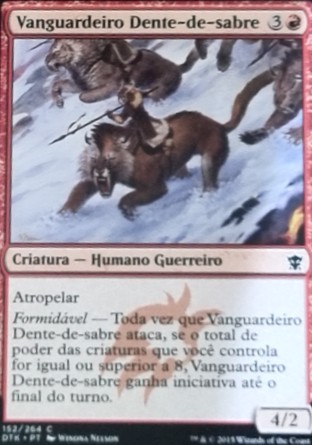 Vanguardeiro Dente-de-sabre 3
Criatura — Humano Guerreiro
Atropelar
Formidável — Toda vez que Vanguardeiro
Dente-de-sabre ataca, se o total de
poder das criaturas que você controla
for igual ou superior a 8, Vanguardeiro
Dente-de-sabre ganha iniciativa até o
final do turno.
4/2
152/264 C
DTK • PT Winona Nelson
™ & © 2015 Wizards of the Coast